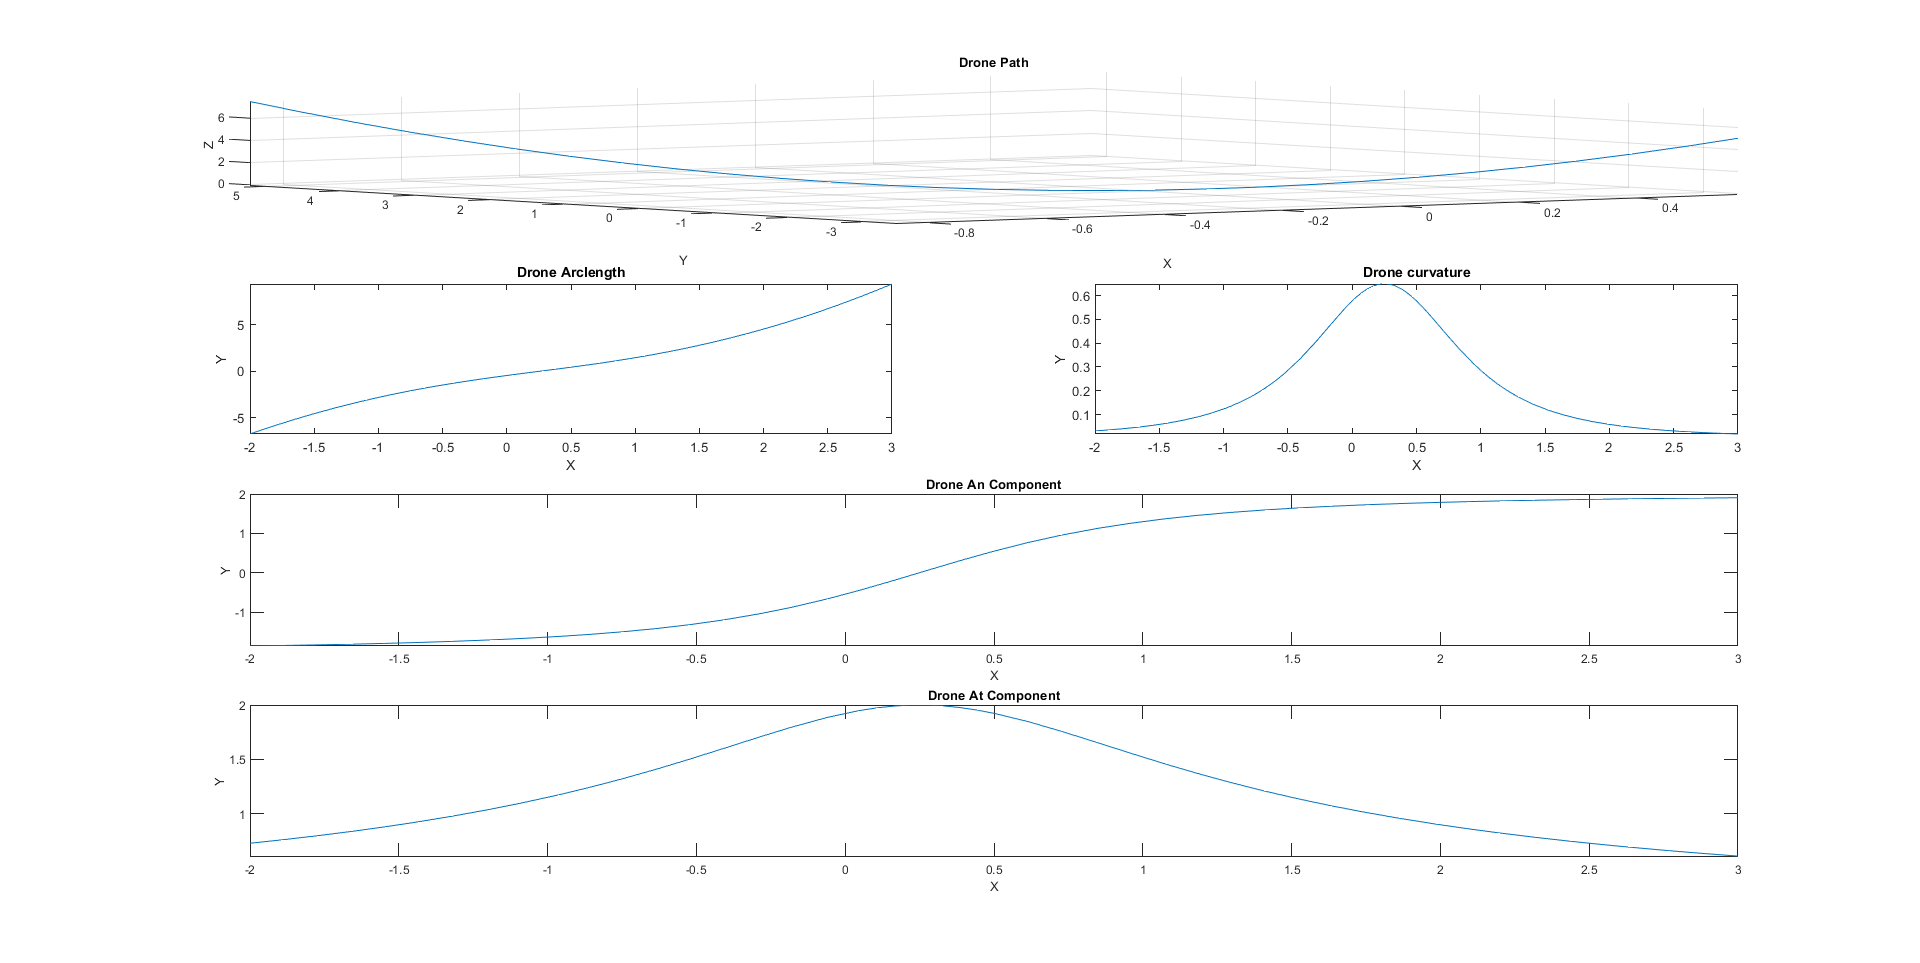 Drone Path
6
4
2
0
Z
5
4
3
2
1
0
-1
-2
-3
Y
-0.8
-0.6
-0.4
-0.2
0
0.2
0.4
X
Drone Arclength
5
0
-5
Y
-2 -1.5 -1 -0.5 0 0.5 1 1.5 2 2.5 3
X
Drone curvature
0.6
0.5
0.4
0.3
0.2
0.1
Y
-2 -1.5 -1 -0.5 0 0.5 1 1.5 2 2.5 3
X
Drone An Component
2
1
0
-1
Y
-2 -1.5 -1 -0.5 0 0.5 1 1.5 2 2.5 3
X
Drone At Component
2
1.5
1
Y
-2 -1.5 -1 -0.5 0 0.5 1 1.5 2 2.5 3
X